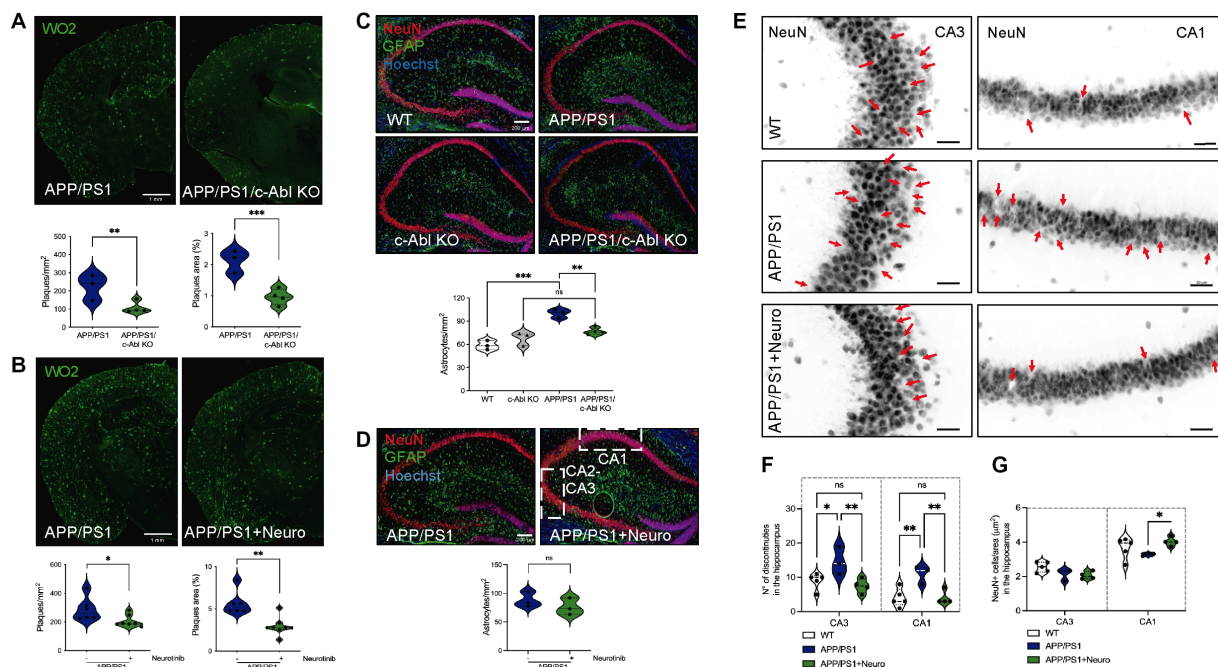 A
WO2
APP/PS1
1 mm
APP/PS1/c-Abl KO
**
Plaques/mm²
400
300
200
100
0
APP/PS1
APP/PS1/
c-Abl KO
***
Plaques area (%)
3
2
1
0
APP/PS1
APP/PS1/
c-Abl KO
B
WO2
APP/PS1
1 mm
APP/PS1+Neuro
*
Plaques/mm²
600
400
200
0
- + Neurotinib
APP/PS1
**
Plaques area (%)
10
5
0
- + Neurotinib
APP/PS1
C
NeuN
GFAP
Hoechst
WT
200 µm
APP/PS1
c-Abl KO
APP/PS1/c-Abl KO
*** **
ns
Astrocytes/mm²
120
90
60
30
0
WT
c-Abl KO
APP/PS1
APP/PS1/
c-Abl KO
D
NeuN
GFAP
Hoechst
APP/PS1
200 µm
CA1
CA2-
CA3
APP/PS1+Neuro
ns
Astrocytes/mm²
150
100
50
0
- + Neurotinib
APP/PS1
E
NeuN CA3
NeuN CA1
WT
APP/PS1
APP/PS1+Neuro
F
ns ns
* ** ** **
N° of discontinuities
in the hippocampus
30
20
10
0
CA3 CA1
WT
APP/PS1
APP/PS1+Neuro
G
*
NeuN+ cells/area (µm²)
in the hippocampus
6
4
2
0
CA3 CA1
WT
APP/PS1
APP/PS1+Neuro